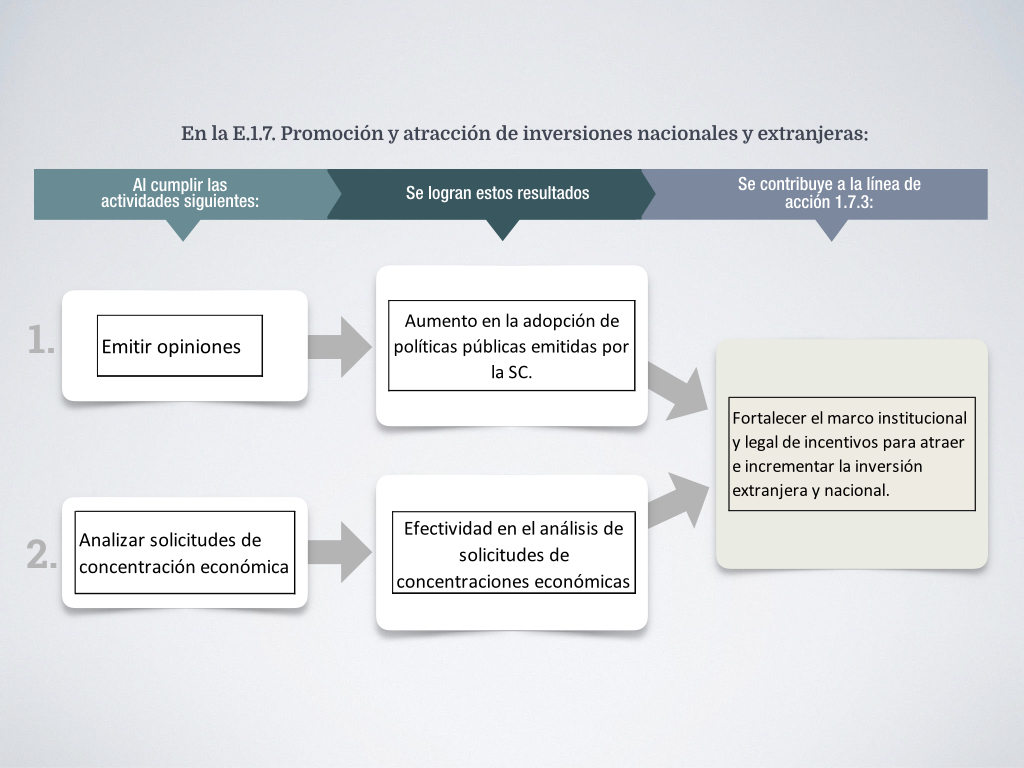 En la E.1.7. Promoción y atracción de inversiones nacionales y extranjeras:
Al cumplir las
actividades siguientes:
Se logran estos resultados
Se contribuye a la línea de
acción 1.7.3:
1.
Emitir opiniones
Aumento en la adopción de
políticas públicas emitidas por
la SC.
Fortalecer el marco institucional
y legal de incentivos para atraer
e incrementar la inversión
extranjera y nacional.
2.
Analizar solicitudes de
concentración económica
Efectividad en el análisis de
solicitudes de
concentraciones económicas